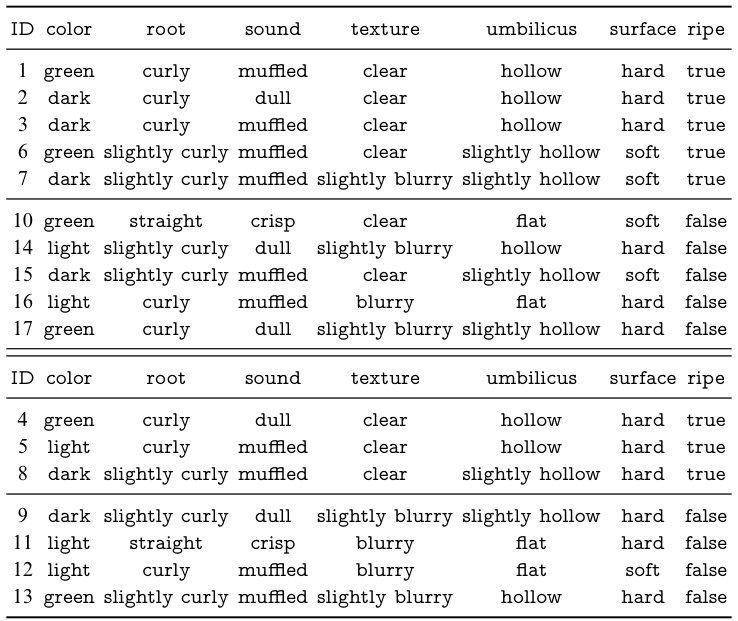 ID color root sound texture umbilicus surface ripe
1 green curly muffled clear hollow hard true
2 dark curly dull clear hollow hard true
3 dark curly muffled clear hollow hard true
6 green slightly curly muffled clear slightly hollow soft true
7 dark slightly curly muffled slightly blurry slightly hollow soft true
10 green straight crisp clear flat soft false
14 light slightly curly dull slightly blurry hollow hard false
15 dark slightly curly muffled clear slightly hollow soft false
16 light curly muffled blurry flat hard false
17 green curly dull slightly blurry slightly hollow hard false
ID color root sound texture umbilicus surface ripe
4 green curly dull clear hollow hard true
5 light curly muffled clear hollow hard true
8 dark slightly curly muffled clear slightly hollow hard true
9 dark slightly curly dull slightly blurry slightly hollow hard false
11 light straight crisp blurry flat hard false
12 light curly muffled blurry flat soft false
13 green slightly curly muffled slightly blurry hollow hard false